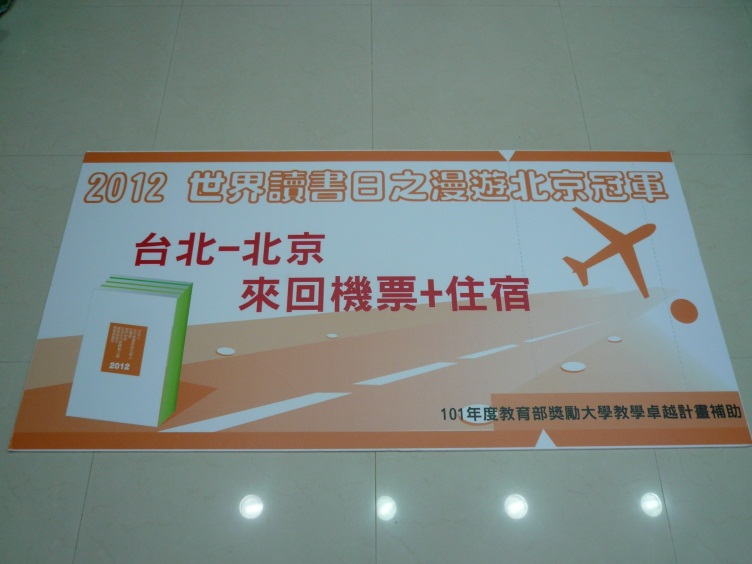 2012 世界讀書日之漫遊北京冠軍
台北-北京
來回機票+住宿
2012
101年度教育部獎勵大學教學卓越計畫補助